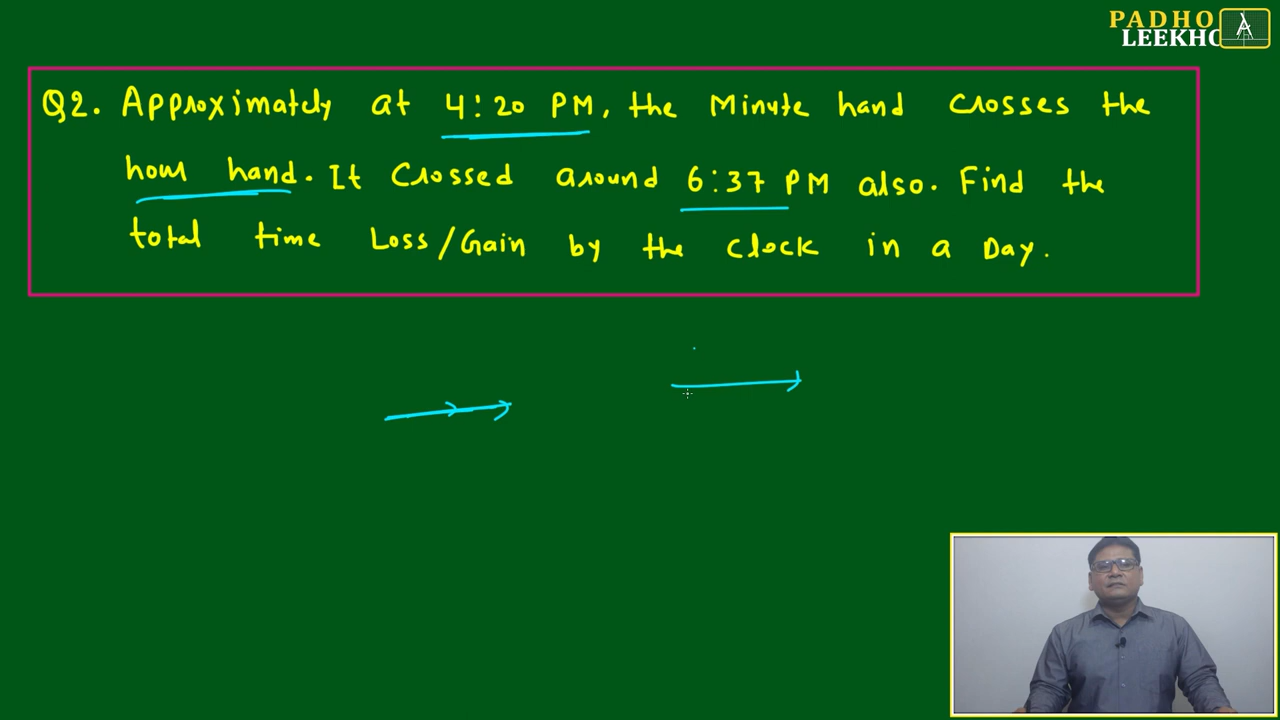 PADHO
LEEKHO
Q2. Approximately at 4:20 PM, the Minute hand crosses the
hour hand. It crossed around 6:37 PM also. Find the
total time Loss/Gain by the clock in a Day.